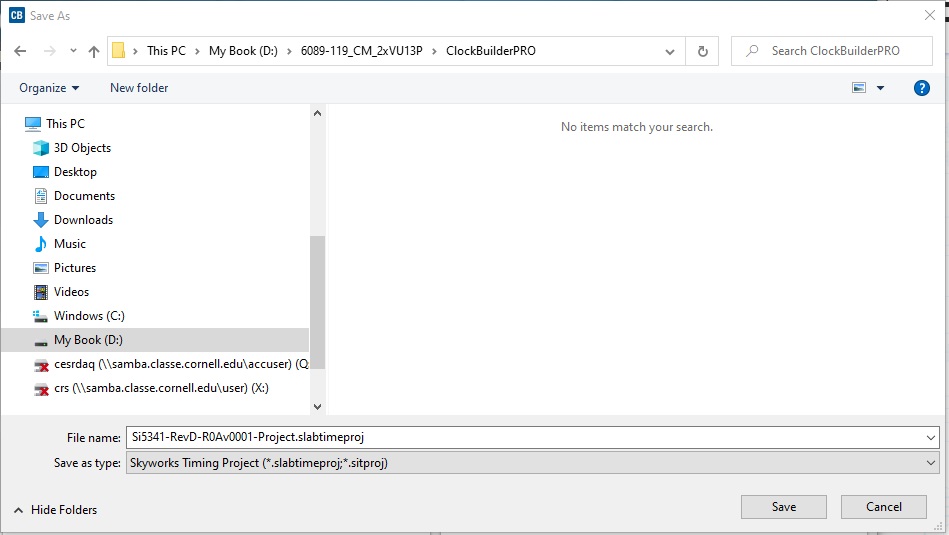 CB Save As
This PC > My Book (D:) > 6089-119_CM_2xVU13P > ClockBuilderPRO
Search ClockBuilderPRO
Organize
New folder
?
This PC
3D Objects
Desktop
Documents
Downloads
Music
Pictures
Videos
Windows (C:)
My Book (D:)
cesrdaq (\\samba.classe.cornell.edu\accuser) (Q:
crs (\\samba.classe.cornell.edu\user) (X:)
No items match your search.
File name: Si5341-RevD-R0Av0001-Project.slabtimeproj
Save as type: Skyworks Timing Project (*.slabtimeproj;*.sitproj)
Hide Folders
Save
Cancel